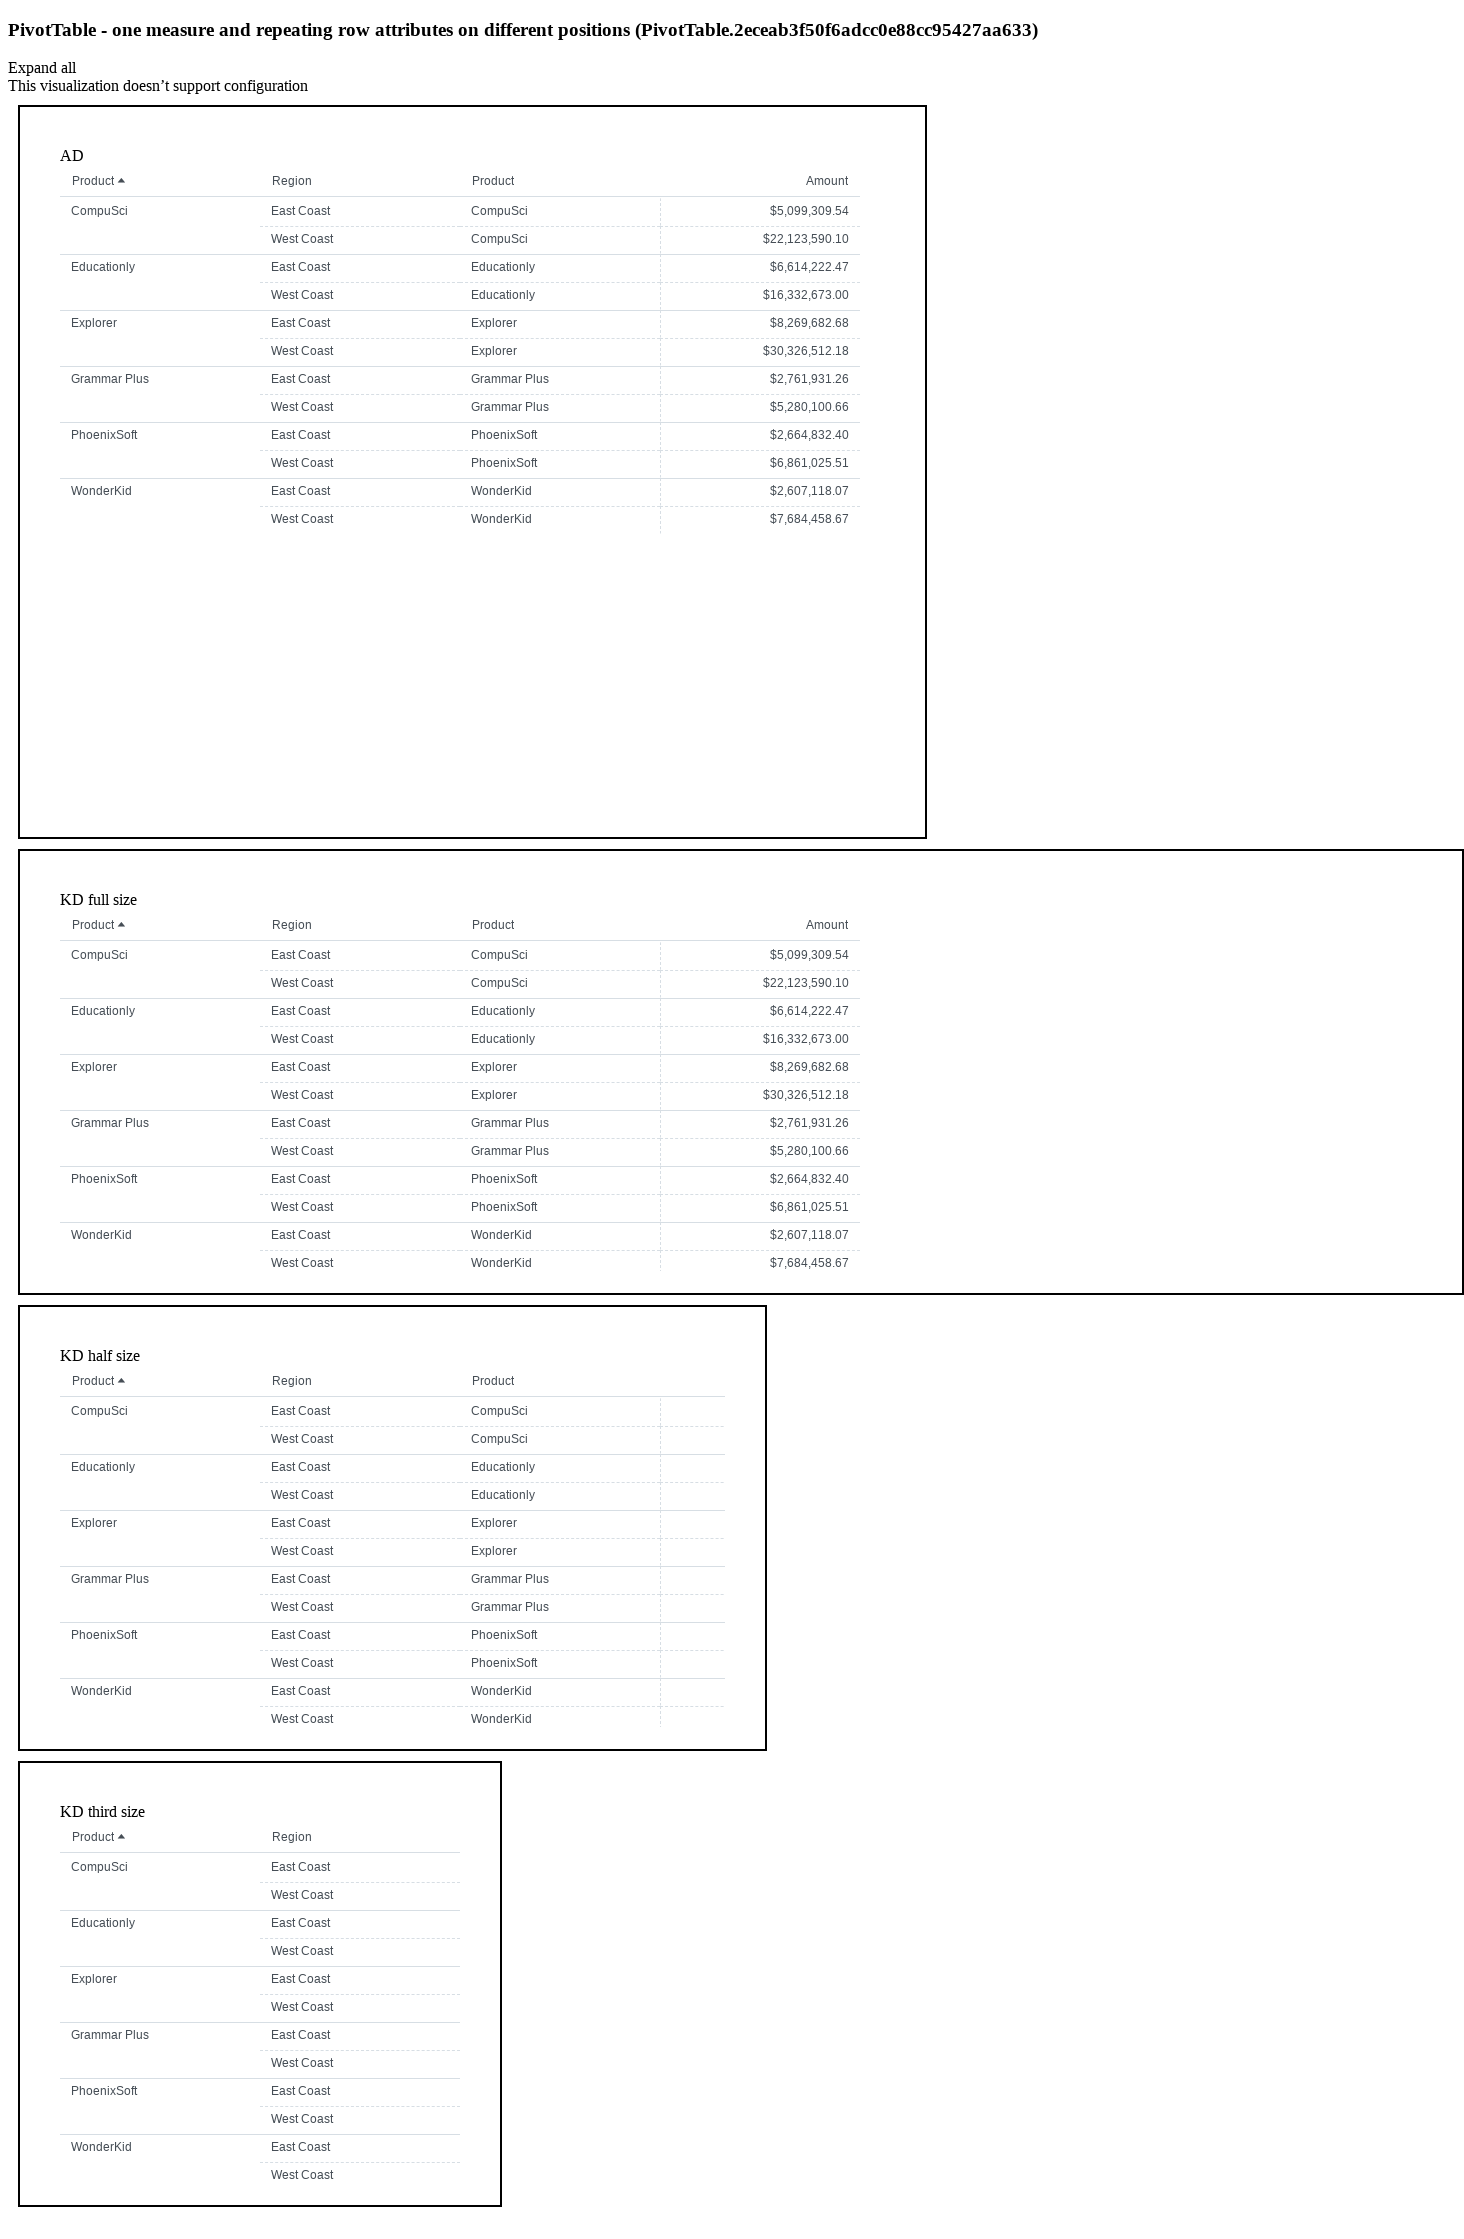 PivotTable - one measure and repeating row attributes on different positions (PivotTable.2eceab3f50f6adcc0e88cc95427aa633)
Expand all
This visualization doesn’t support configuration
AD
Product Region Product Amount
CompuSci East Coast CompuSci $5,099,309.54
West Coast CompuSci $22,123,590.10
Educationly East Coast Educationly $6,614,222.47
West Coast Educationly $16,332,673.00
Explorer East Coast Explorer $8,269,682.68
West Coast Explorer $30,326,512.18
Grammar Plus East Coast Grammar Plus $2,761,931.26
West Coast Grammar Plus $5,280,100.66
PhoenixSoft East Coast PhoenixSoft $2,664,832.40
West Coast PhoenixSoft $6,861,025.51
WonderKid East Coast WonderKid $2,607,118.07
West Coast WonderKid $7,684,458.67
KD full size
Product Region Product Amount
CompuSci East Coast CompuSci $5,099,309.54
West Coast CompuSci $22,123,590.10
Educationly East Coast Educationly $6,614,222.47
West Coast Educationly $16,332,673.00
Explorer East Coast Explorer $8,269,682.68
West Coast Explorer $30,326,512.18
Grammar Plus East Coast Grammar Plus $2,761,931.26
West Coast Grammar Plus $5,280,100.66
PhoenixSoft East Coast PhoenixSoft $2,664,832.40
West Coast PhoenixSoft $6,861,025.51
WonderKid East Coast WonderKid $2,607,118.07
West Coast WonderKid $7,684,458.67
KD half size
Product Region Product
CompuSci East Coast CompuSci
West Coast CompuSci
Educationly East Coast Educationly
West Coast Educationly
Explorer East Coast Explorer
West Coast Explorer
Grammar Plus East Coast Grammar Plus
West Coast Grammar Plus
PhoenixSoft East Coast PhoenixSoft
West Coast PhoenixSoft
WonderKid East Coast WonderKid
West Coast WonderKid
KD third size
Product Region
CompuSci East Coast
West Coast
Educationly East Coast
West Coast
Explorer East Coast
West Coast
Grammar Plus East Coast
West Coast
PhoenixSoft East Coast
West Coast
WonderKid East Coast
West Coast